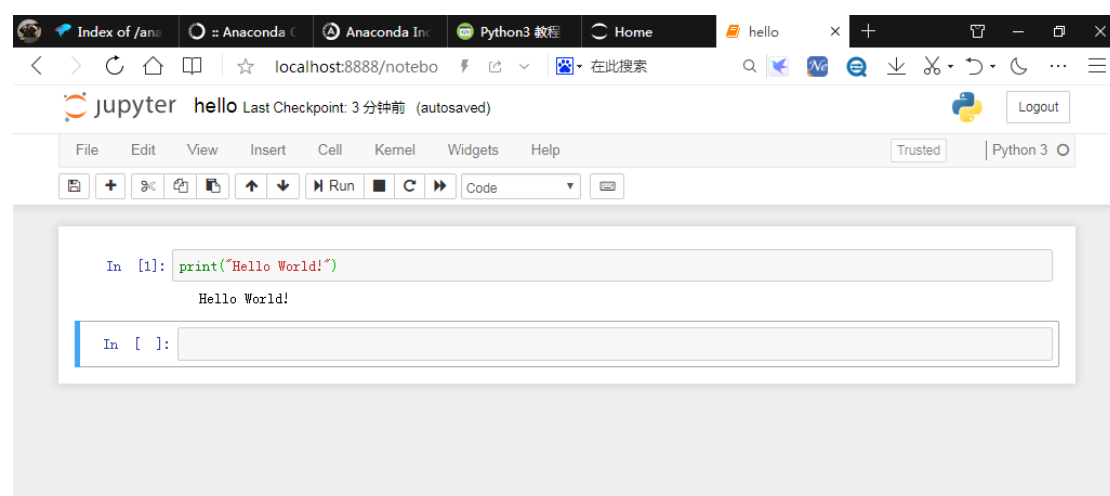 Index of /ana :: Anaconda C Anaconda Inc Python3 教程 Home hello
localhost:8888/notebo 在此搜索
jupyter hello Last Checkpoint: 3 分钟前 (autosaved) Logout
File Edit View Insert Cell Kernel Widgets Help Trusted Python 3
Run Code
In [1]: print("Hello World!")
Hello World!
In [ ]: